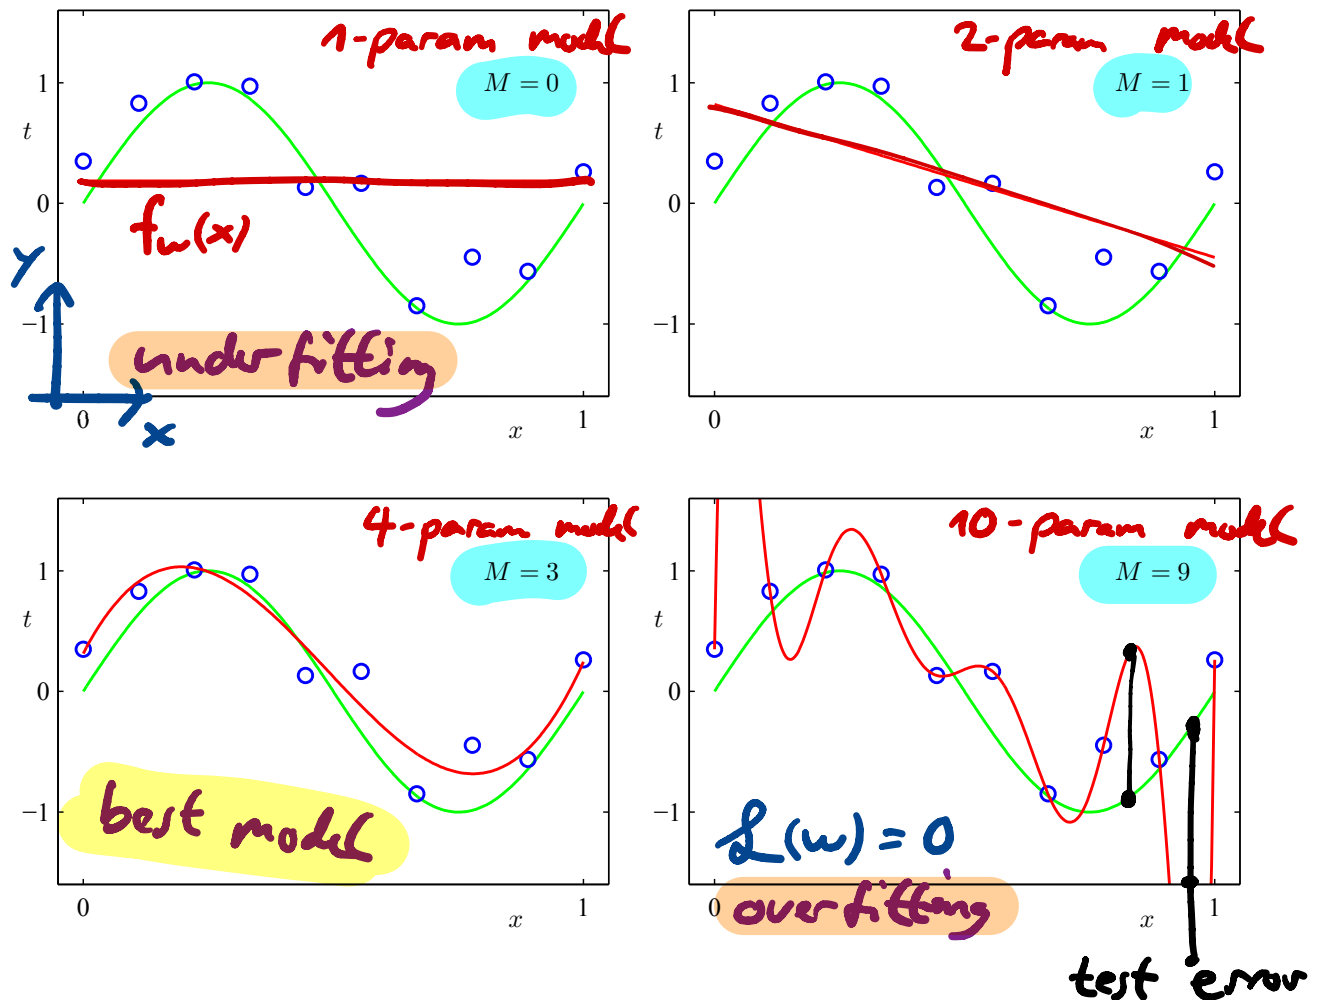 1-param model
M = 0
1
t
0
fw(x)
y
−1
underfitting
0
1
x
x
2-param model
M = 1
1
t
0
−1
0
1
x
4-param model
M = 3
1
t
0
best model
−1
0
1
x
10-param model
M = 9
1
t
0
−1
L(w) = 0
0
overfitting
1
x
test error